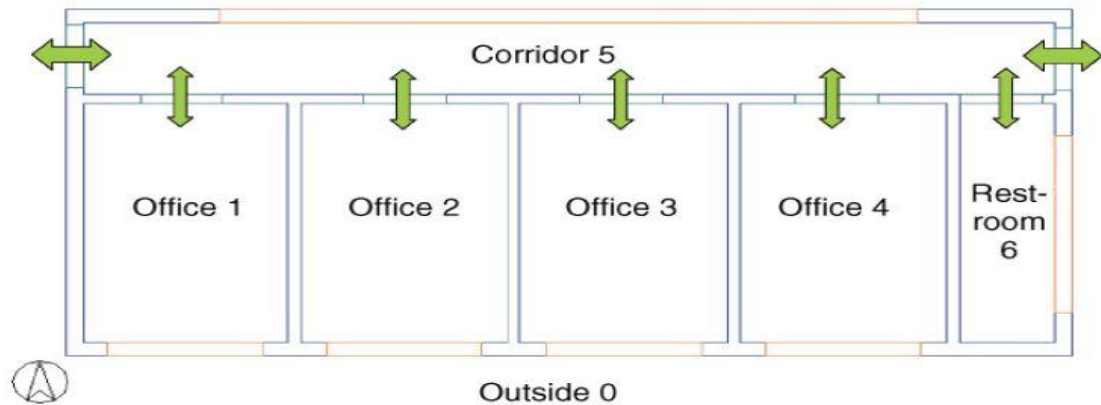 Corridor 5
Office 1
Office 2
Office 3
Office 4
Rest-
room
6
Outside 0